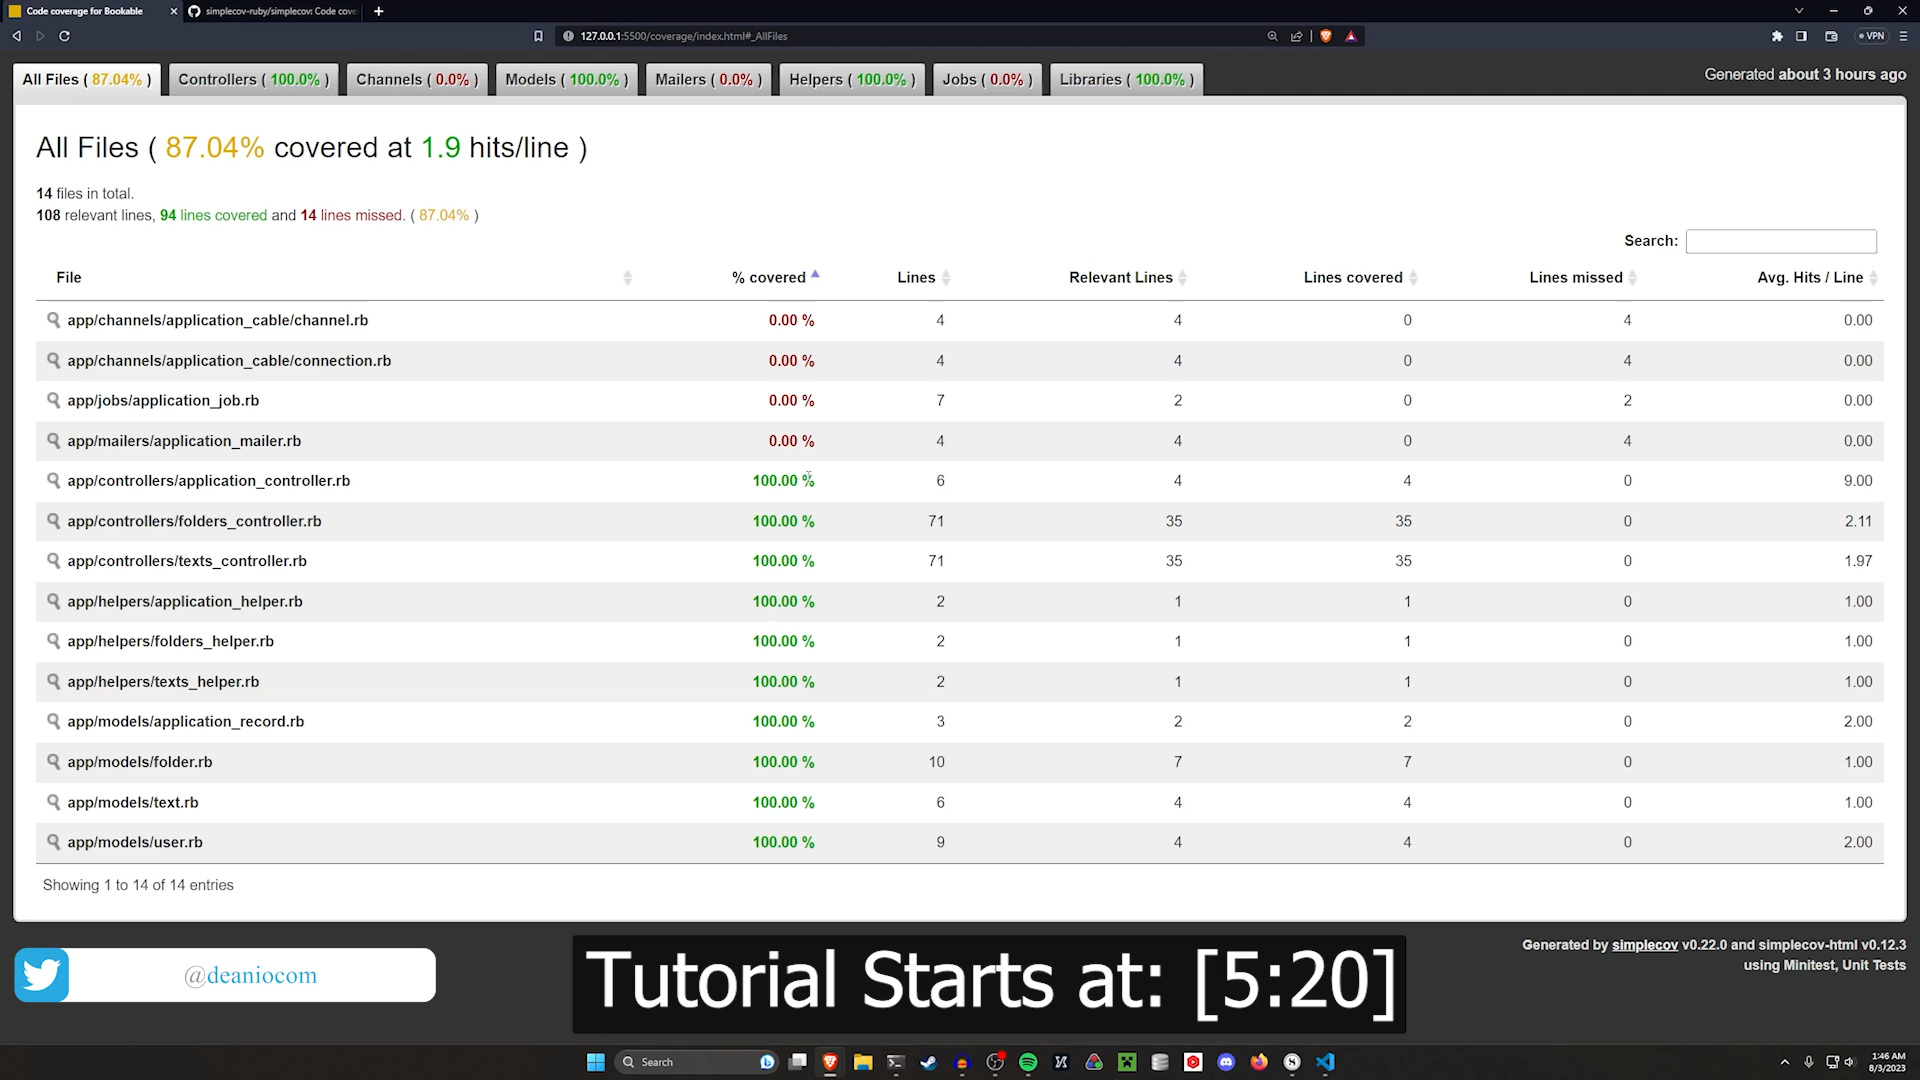 Code coverage for Bookable
simplecov-ruby/simplecov: Code cove
127.0.0.1:5500/coverage/index.html#_AllFiles
VPN
All Files ( 87.04% )
Controllers ( 100.0% )
Channels ( 0.0% )
Models ( 100.0% )
Mailers ( 0.0% )
Helpers ( 100.0% )
Jobs ( 0.0% )
Libraries ( 100.0% )
Generated about 3 hours ago
All Files ( 87.04% covered at 1.9 hits/line )
14 files in total.
108 relevant lines, 94 lines covered and 14 lines missed. ( 87.04% )
Search:
File % covered Lines Relevant Lines Lines covered Lines missed Avg. Hits / Line
app/channels/application_cable/channel.rb 0.00 % 4 4 0 4 0.00
app/channels/application_cable/connection.rb 0.00 % 4 4 0 4 0.00
app/jobs/application_job.rb 0.00 % 7 2 0 2 0.00
app/mailers/application_mailer.rb 0.00 % 4 4 0 4 0.00
app/controllers/application_controller.rb 100.00 % 6 4 4 0 9.00
app/controllers/folders_controller.rb 100.00 % 71 35 35 0 2.11
app/controllers/texts_controller.rb 100.00 % 71 35 35 0 1.97
app/helpers/application_helper.rb 100.00 % 2 1 1 0 1.00
app/helpers/folders_helper.rb 100.00 % 2 1 1 0 1.00
app/helpers/texts_helper.rb 100.00 % 2 1 1 0 1.00
app/models/application_record.rb 100.00 % 3 2 2 0 2.00
app/models/folder.rb 100.00 % 10 7 7 0 1.00
app/models/text.rb 100.00 % 6 4 4 0 1.00
app/models/user.rb 100.00 % 9 4 4 0 2.00
Showing 1 to 14 of 14 entries
Generated by simplecov v0.22.0 and simplecov-html v0.12.3
using Minitest, Unit Tests
@deaniocom
Tutorial Starts at: [5:20]
Search
1:46 AM
8/3/2023